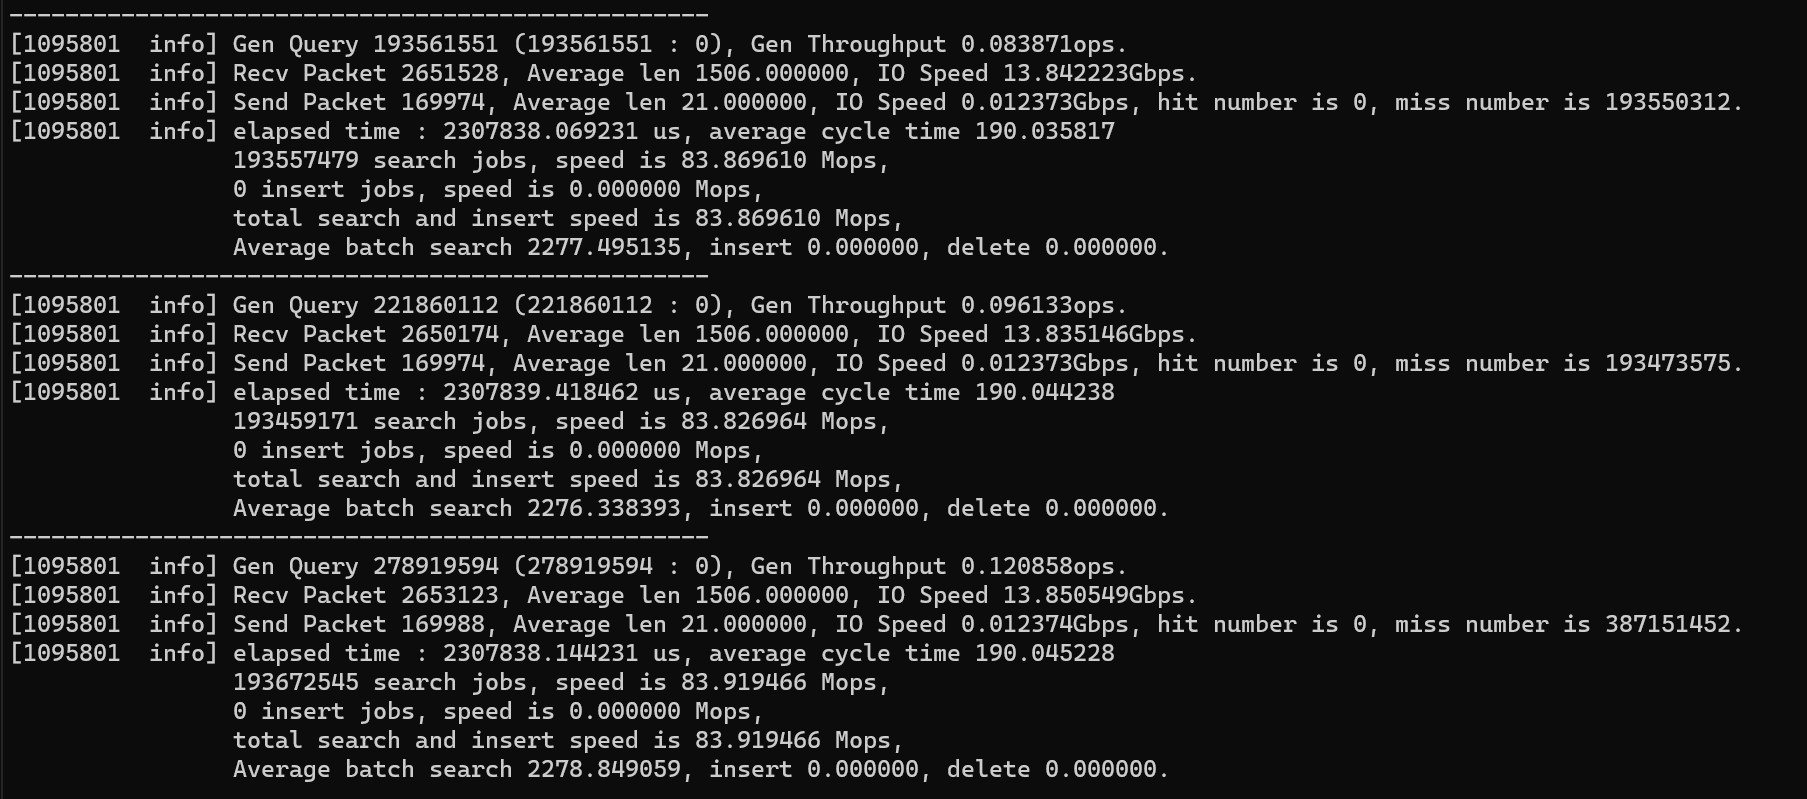 --------------------------------------------------
[1095801  info] Gen Query 193561551 (193561551 : 0), Gen Throughput 0.083871ops.
[1095801  info] Recv Packet 2651528, Average len 1506.000000, IO Speed 13.842223Gbps.
[1095801  info] Send Packet 169974, Average len 21.000000, IO Speed 0.012373Gbps, hit number is 0, miss number is 193550312.
[1095801  info] elapsed time : 2307838.069231 us, average cycle time 190.035817
                193557479 search jobs, speed is 83.869610 Mops,
                0 insert jobs, speed is 0.000000 Mops,
                total search and insert speed is 83.869610 Mops,
                Average batch search 2277.495135, insert 0.000000, delete 0.000000.
--------------------------------------------------
[1095801  info] Gen Query 221860112 (221860112 : 0), Gen Throughput 0.096133ops.
[1095801  info] Recv Packet 2650174, Average len 1506.000000, IO Speed 13.835146Gbps.
[1095801  info] Send Packet 169974, Average len 21.000000, IO Speed 0.012373Gbps, hit number is 0, miss number is 193473575.
[1095801  info] elapsed time : 2307839.418462 us, average cycle time 190.044238
                193459171 search jobs, speed is 83.826964 Mops,
                0 insert jobs, speed is 0.000000 Mops,
                total search and insert speed is 83.826964 Mops,
                Average batch search 2276.338393, insert 0.000000, delete 0.000000.
--------------------------------------------------
[1095801  info] Gen Query 278919594 (278919594 : 0), Gen Throughput 0.120858ops.
[1095801  info] Recv Packet 2653123, Average len 1506.000000, IO Speed 13.850549Gbps.
[1095801  info] Send Packet 169988, Average len 21.000000, IO Speed 0.012374Gbps, hit number is 0, miss number is 387151452.
[1095801  info] elapsed time : 2307838.144231 us, average cycle time 190.045228
                193672545 search jobs, speed is 83.919466 Mops,
                0 insert jobs, speed is 0.000000 Mops,
                total search and insert speed is 83.919466 Mops,
                Average batch search 2278.849059, insert 0.000000, delete 0.000000.